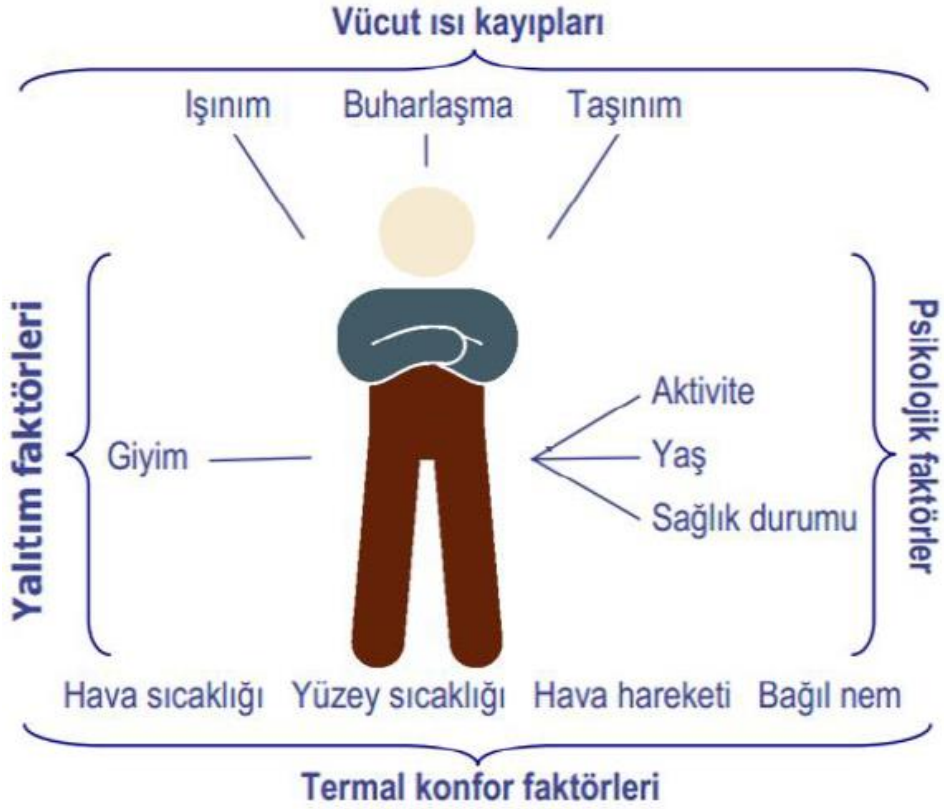 Vücut ısı kayıpları
Işınım Buharlaşma Taşınım
Yalıtım faktörleri
Giyim
Aktivite
Yaş
Sağlık durumu
Psikolojik faktörler
Hava sıcaklığı Yüzey sıcaklığı Hava hareketi Bağıl nem
Termal konfor faktörleri